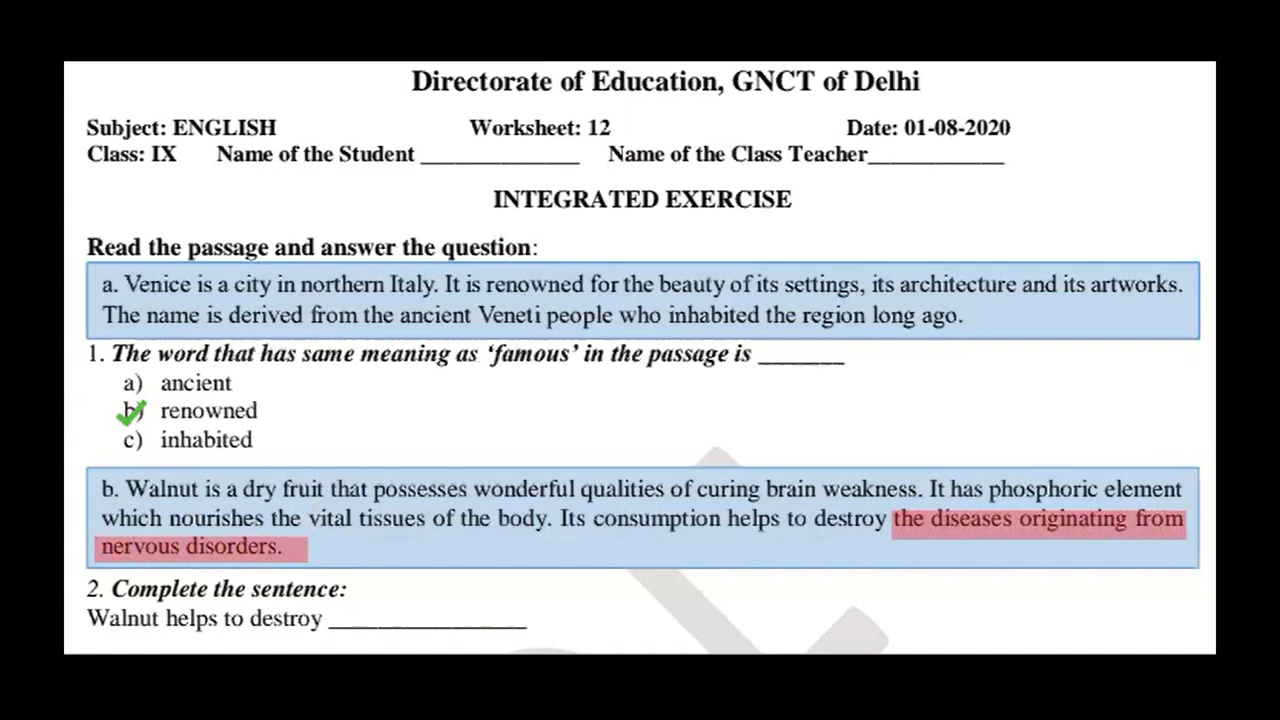 Directorate of Education, GNCT of Delhi
Subject: ENGLISH Worksheet: 12 Date: 01-08-2020
Class: IX Name of the Student ______________ Name of the Class Teacher____________
INTEGRATED EXERCISE
Read the passage and answer the question:
a. Venice is a city in northern Italy. It is renowned for the beauty of its settings, its architecture and its artworks.
The name is derived from the ancient Veneti people who inhabited the region long ago.
1. The word that has same meaning as ‘famous’ in the passage is _______
a) ancient
b) renowned
c) inhabited
b. Walnut is a dry fruit that possesses wonderful qualities of curing brain weakness. It has phosphoric element
which nourishes the vital tissues of the body. Its consumption helps to destroy the diseases originating from
nervous disorders.
2. Complete the sentence:
Walnut helps to destroy ________________